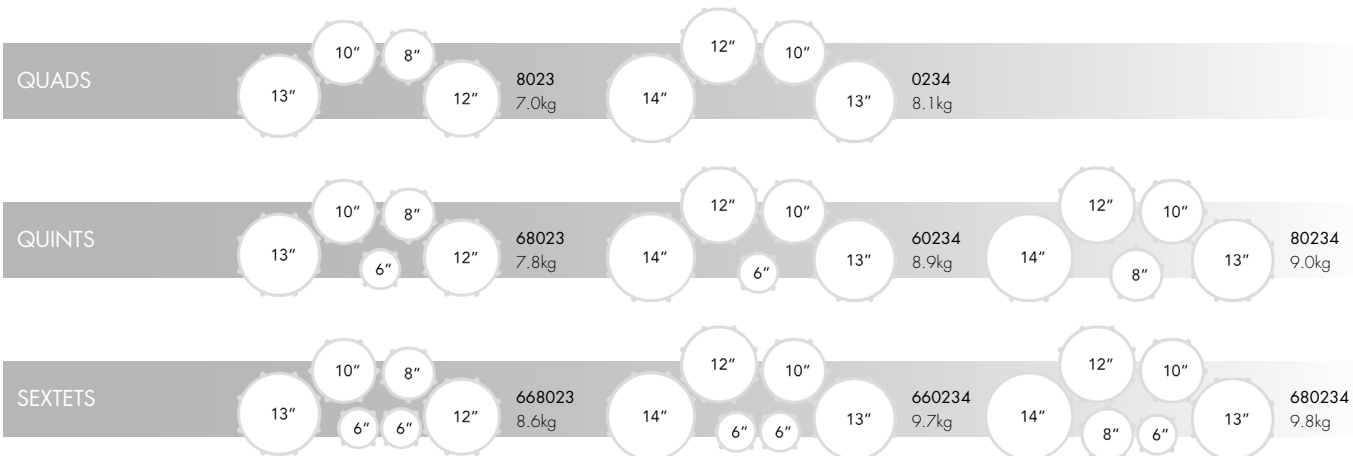 QUADS
13” 10” 8” 12”
8023
7.0kg
14” 12” 10” 13”
0234
8.1kg
QUINTS
13” 10” 8” 6” 12”
68023
7.8kg
14” 12” 10” 6” 13”
60234
8.9kg
14” 12” 10” 8” 13”
80234
9.0kg
SEXTETS
13” 10” 8” 6” 6” 12”
668023
8.6kg
14” 12” 10” 6” 6” 13”
660234
9.7kg
14” 12” 10” 8” 6” 13”
680234
9.8kg